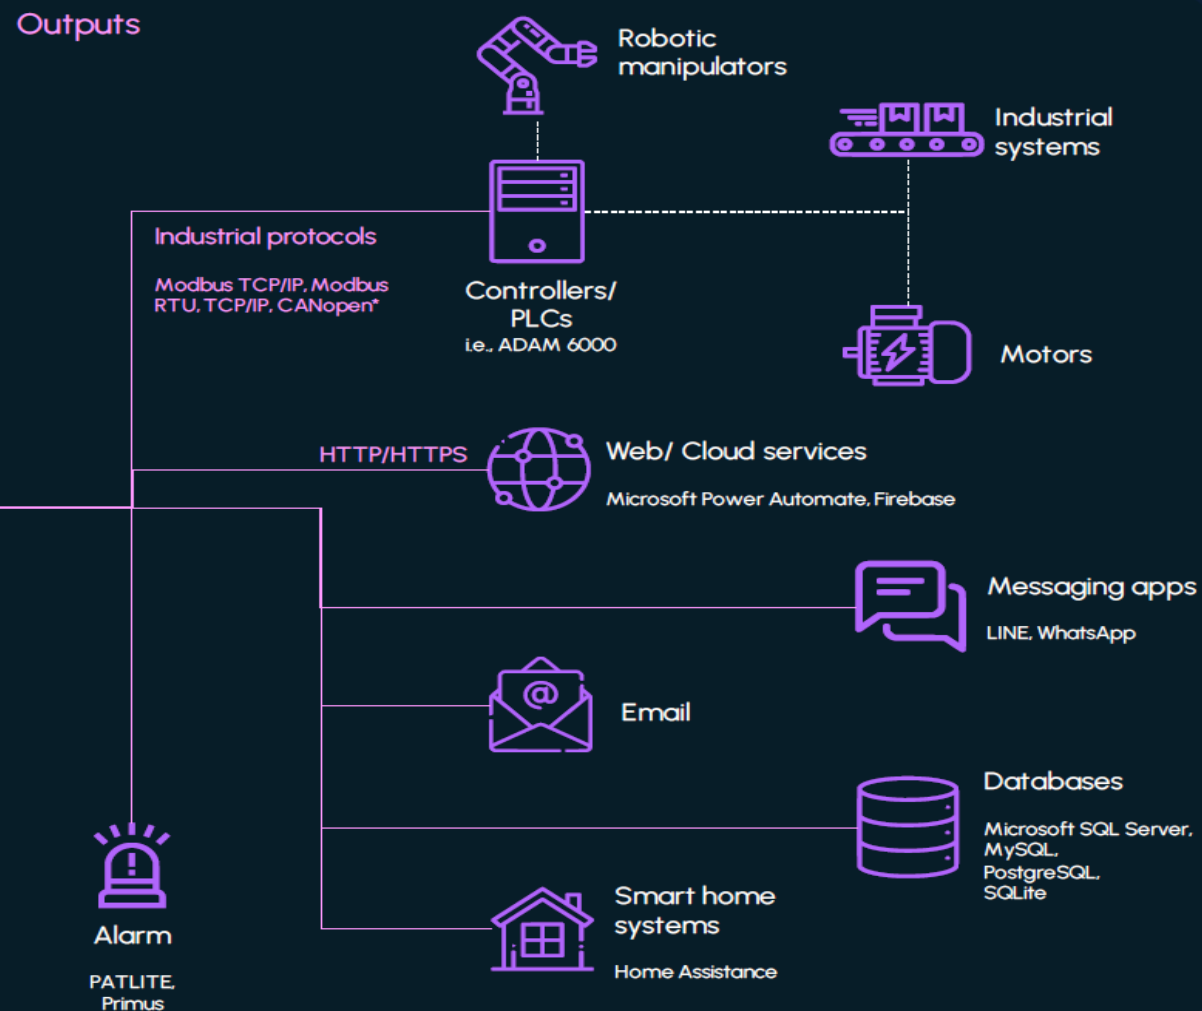 Outputs
Robotic
manipulators
Industrial
systems
Industrial protocols
Modbus TCP/IP, Modbus
RTU, TCP/IP, CANopen*
Controllers/
PLCs
i.e., ADAM 6000
Motors
HTTP/HTTPS
Web/ Cloud services
Microsoft Power Automate, Firebase
Messaging apps
LINE, WhatsApp
@
Email
Databases
Microsoft SQL Server,
MySQL,
PostgreSQL,
SQLite
Smart home
systems
Home Assistance
!
Alarm
PATLITE,
Primus